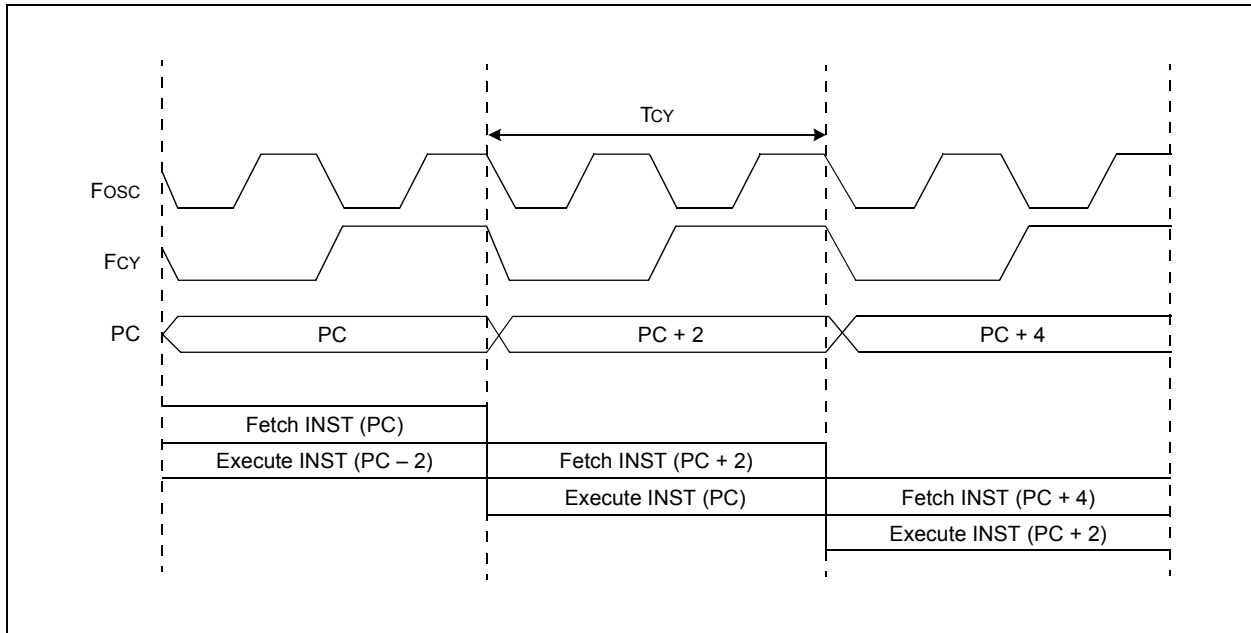 TCY
FOSC
FCY
PC PC PC + 2 PC + 4
Fetch INST (PC)
Execute INST (PC – 2) Fetch INST (PC + 2)
Execute INST (PC) Fetch INST (PC + 4)
Execute INST (PC + 2)